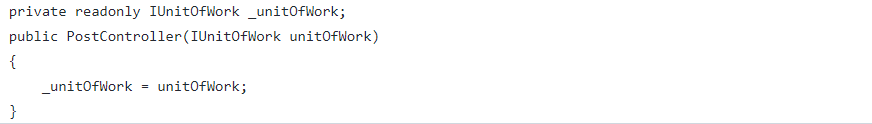 private readonly IUnitOfWork _unitOfWork;
public PostController(IUnitOfWork unitOfWork)
{
    _unitOfWork = unitOfWork;
}